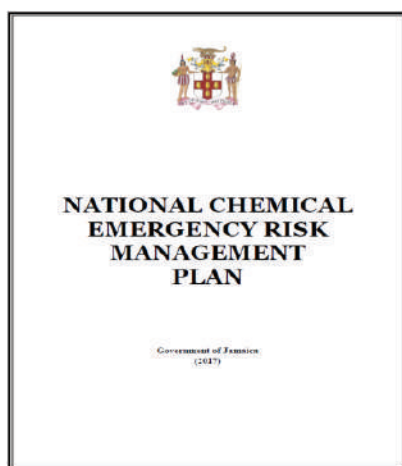 NATIONAL CHEMICAL
EMERGENCY RISK
MANAGEMENT
PLAN
Government of Jamaica
(2017)